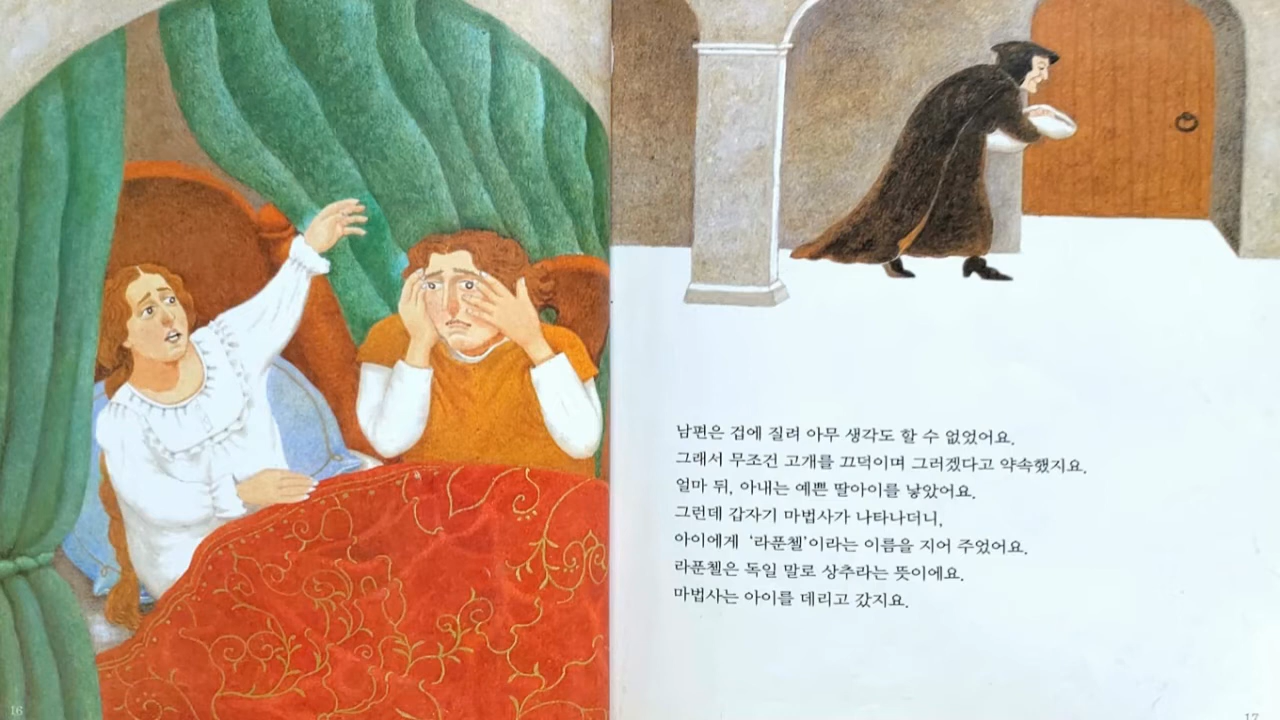 남편은 겁에 질려 아무 생각도 할 수 없었어요.
그래서 무조건 고개를 끄덕이며 그러겠다고 약속했지요.
얼마 뒤, 아내는 예쁜 딸아이를 낳았어요.
그런데 갑자기 마법사가 나타나더니,
아이에게 ‘라푼첼’이라는 이름을 지어 주었어요.
라푼첼은 독일 말로 상추라는 뜻이에요.
마법사는 아이를 데리고 갔지요.
16
17